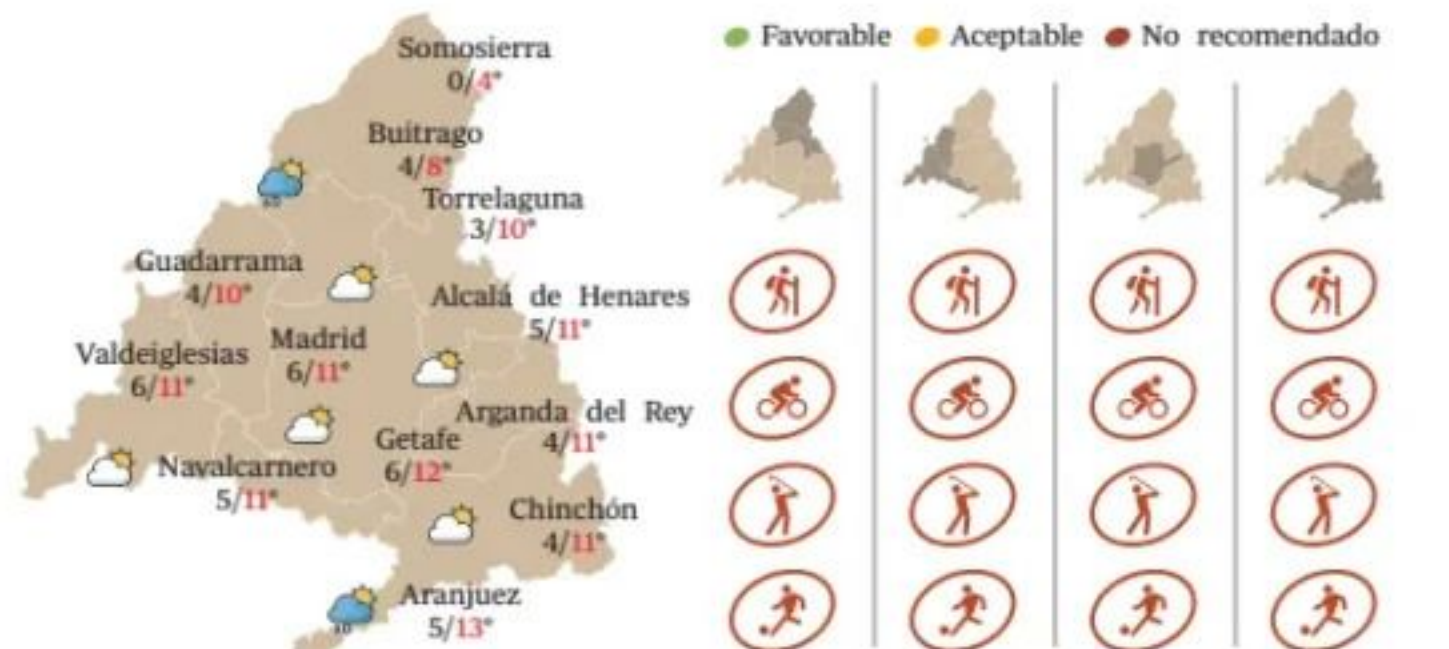 Somosierra
0/4°
Buitrago
4/8°
Torrelaguna
3/10°
Guadarrama
4/10°
Alcalá de Henares
5/11°
Madrid
6/11°
Valdeiglesias
6/11°
Arganda del Rey
4/11°
Getafe
6/12°
Navalcarnero
5/11°
Chinchón
4/11°
Aranjuez
5/13°
Favorable Aceptable No recomendado